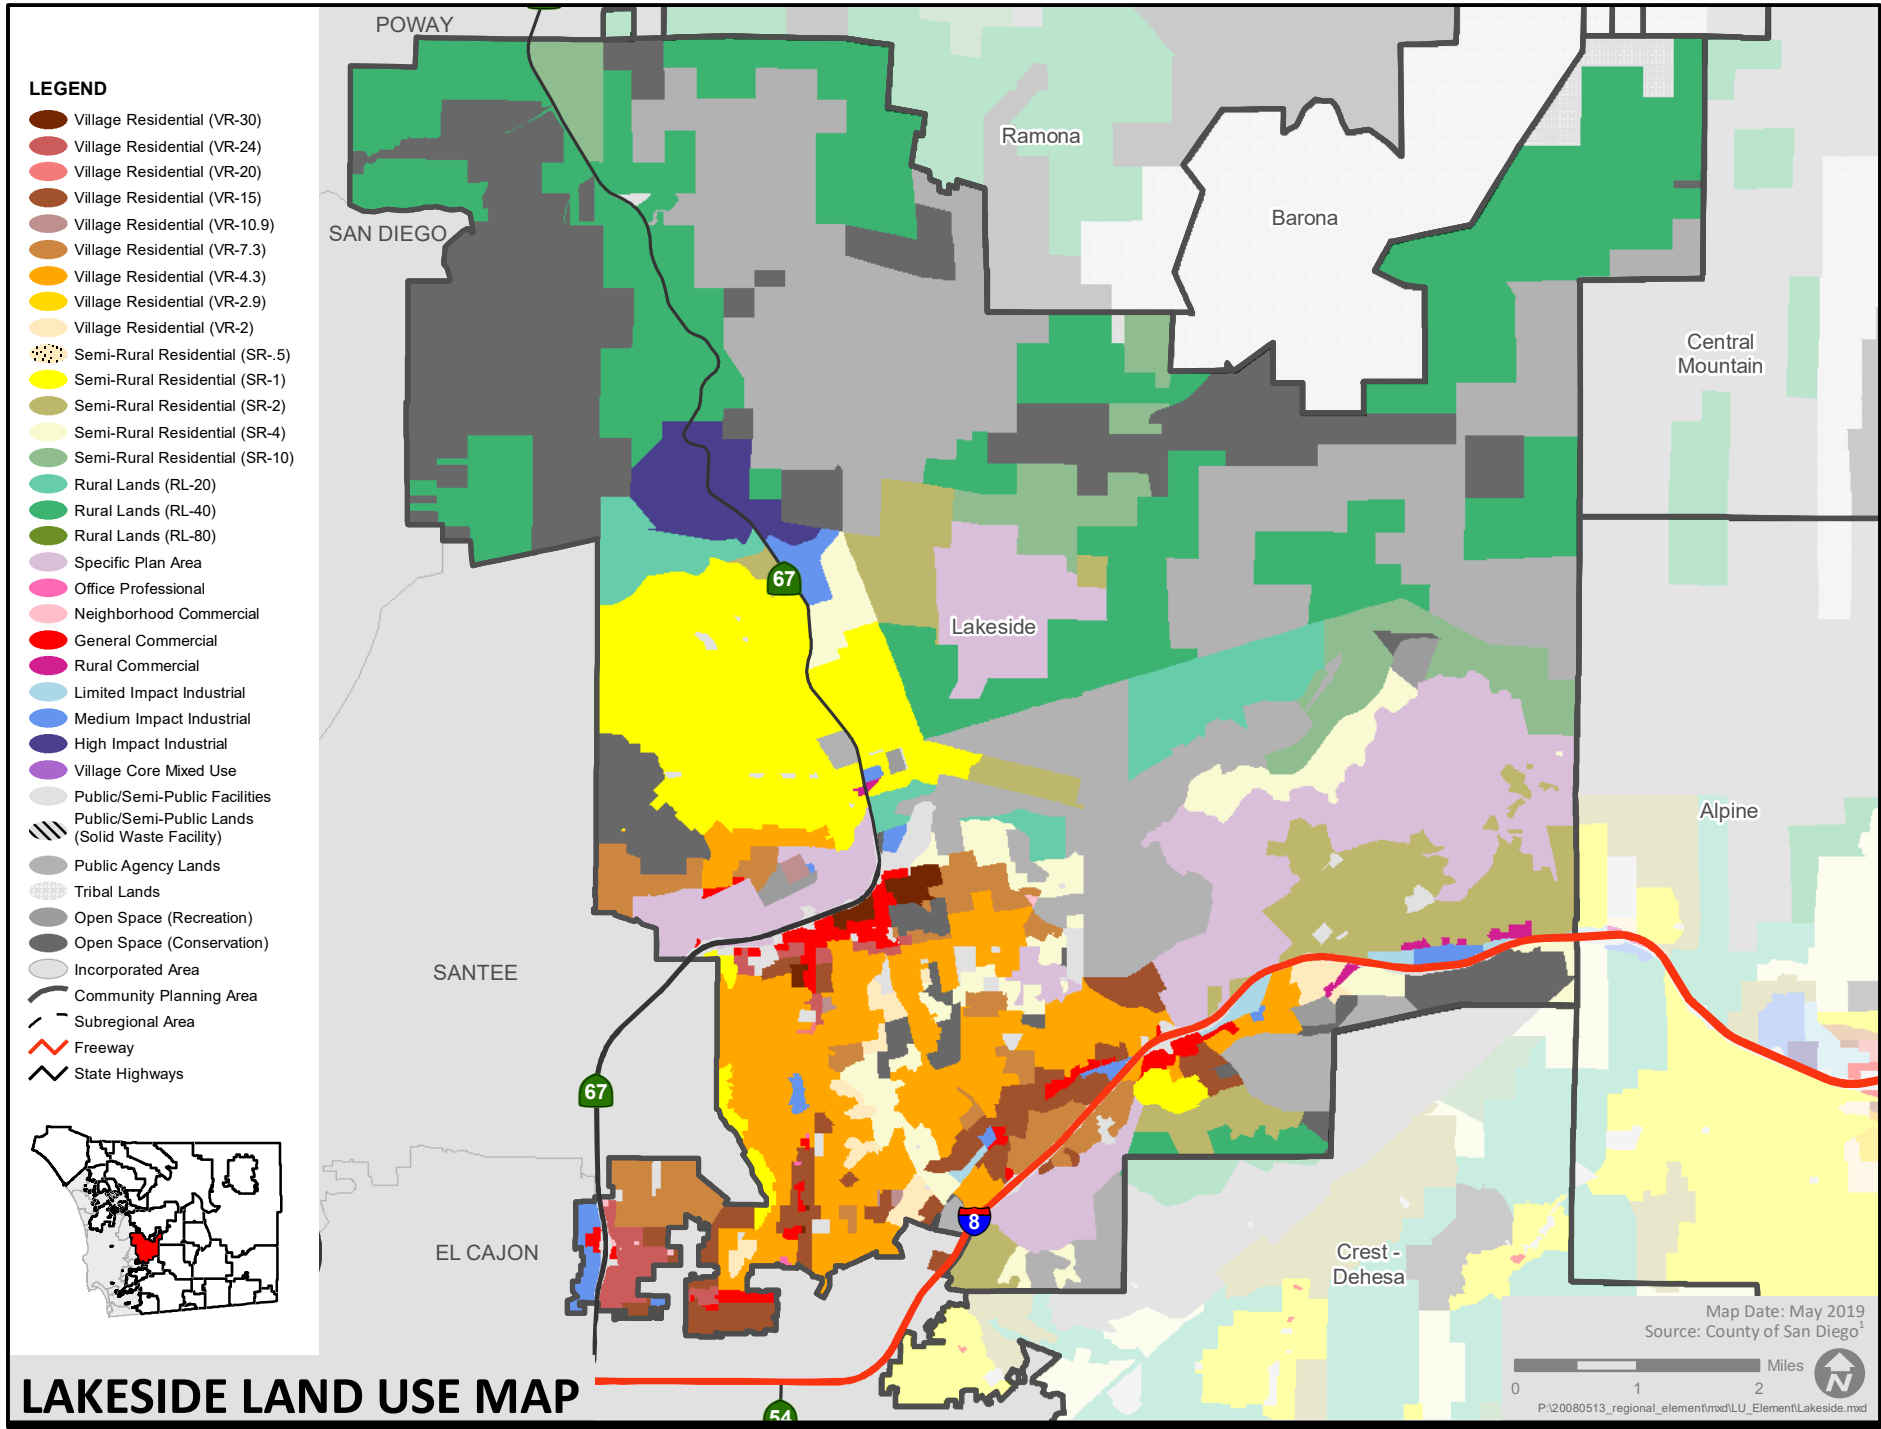 POWAY
LEGEND
Village Residential (VR-30)
Village Residential (VR-24)
Village Residential (VR-20)
Village Residential (VR-15)
Village Residential (VR-10.9)
Village Residential (VR-7.3)
Village Residential (VR-4.3)
Village Residential (VR-2.9)
Village Residential (VR-2)
Semi-Rural Residential (SR-.5)
Semi-Rural Residential (SR-1)
Semi-Rural Residential (SR-2)
Semi-Rural Residential (SR-4)
Semi-Rural Residential (SR-10)
Rural Lands (RL-20)
Rural Lands (RL-40)
Rural Lands (RL-80)
Specific Plan Area
Office Professional
Neighborhood Commercial
General Commercial
Rural Commercial
Limited Impact Industrial
Medium Impact Industrial
High Impact Industrial
Village Core Mixed Use
Public/Semi-Public Facilities
Public/Semi-Public Lands
(Solid Waste Facility)
Public Agency Lands
Tribal Lands
Open Space (Recreation)
Open Space (Conservation)
Incorporated Area
Community Planning Area
Subregional Area
Freeway
State Highways
Ramona
Barona
SAN DIEGO
Central
Mountain
67
Lakeside
Alpine
SANTEE
67
8
EL CAJON
Crest -
Dehesa
54
Map Date: May 2019
Source: County of San Diego1
Miles
0 1 2
N
P:\20080513_regional_element\mxd\LU_Element\Lakeside.mxd
LAKESIDE LAND USE MAP